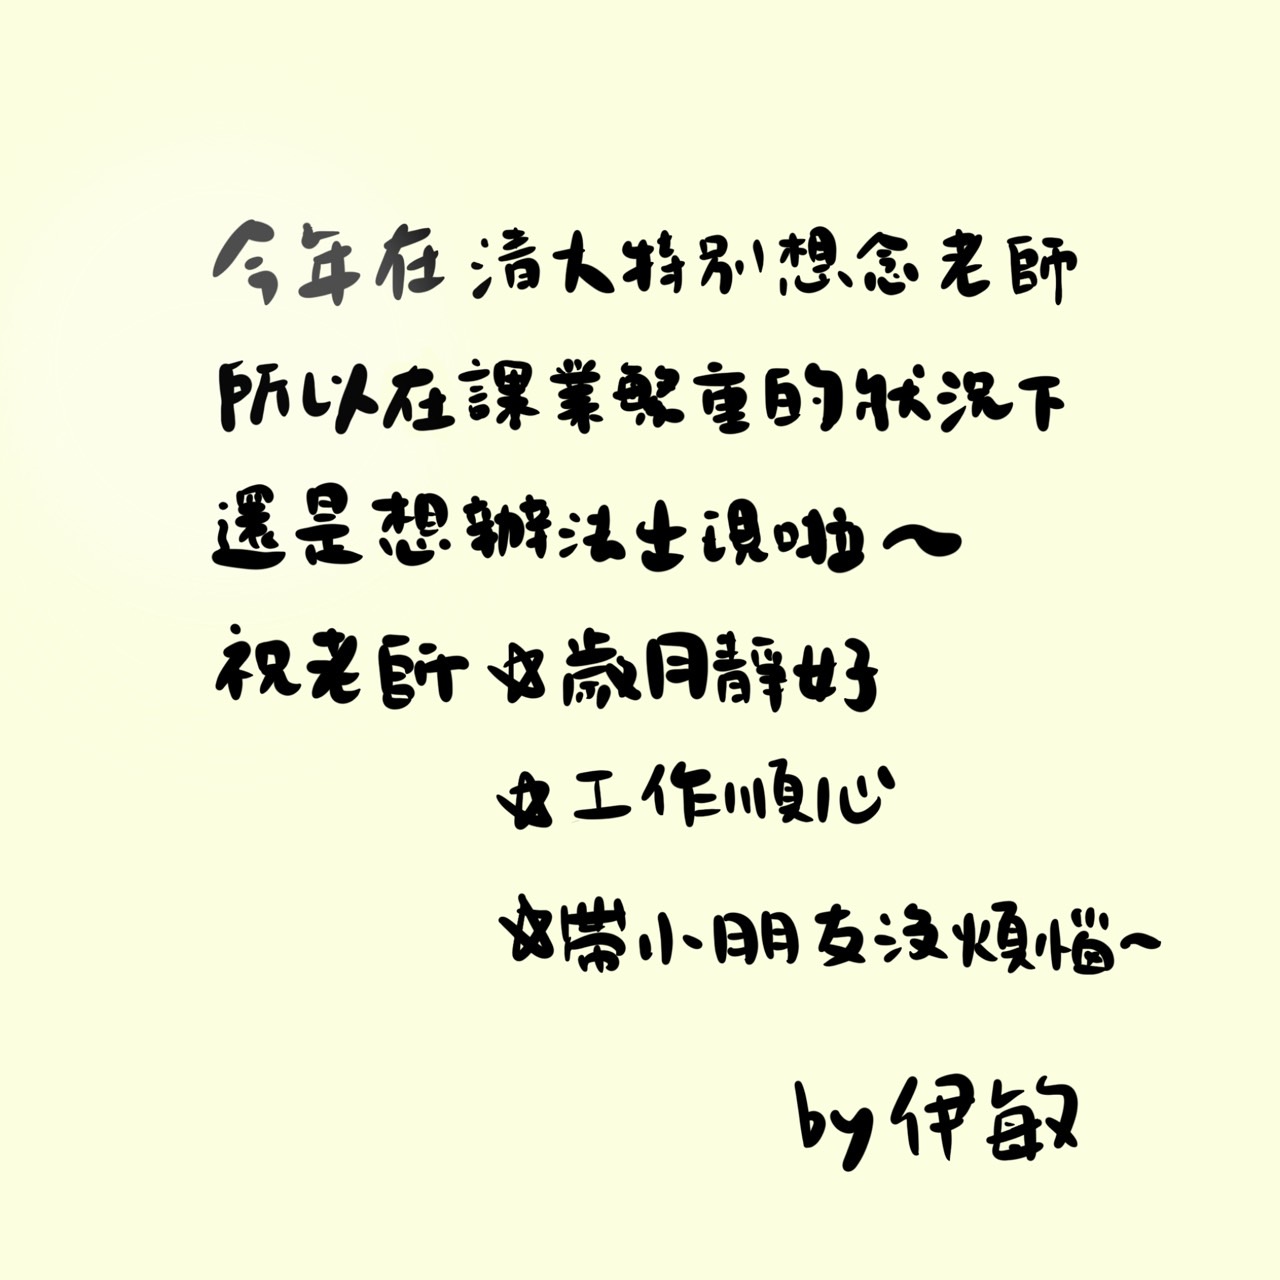 今年在清大特別想念老師
所以在課業繁重的狀況下
還是想辦法出現啦～
祝老師☆歲月靜好
☆工作順心
☆帶小朋友沒煩惱～
by伊敏